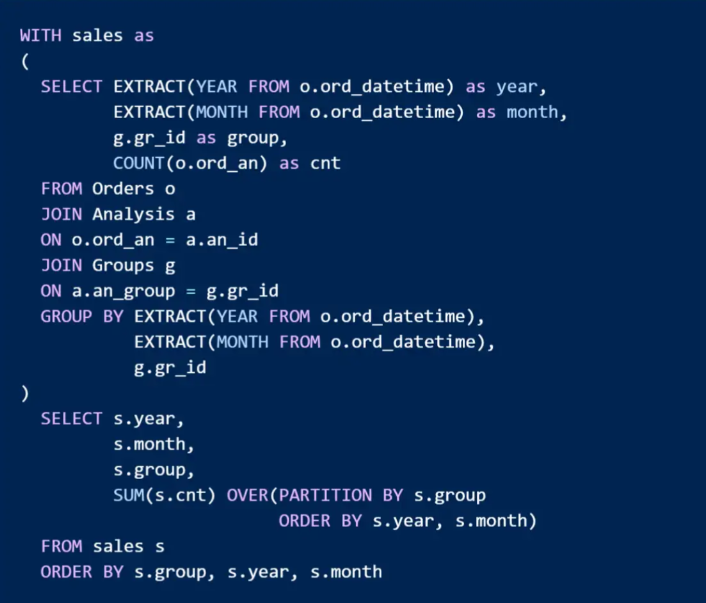 WITH sales as
(
SELECT EXTRACT(YEAR FROM o.ord_datetime) as year,
EXTRACT(MONTH FROM o.ord_datetime) as month,
g.gr_id as group,
COUNT(o.ord_an) as cnt
FROM Orders o
JOIN Analysis a
ON o.ord_an = a.an_id
JOIN Groups g
ON a.an_group = g.gr_id
GROUP BY EXTRACT(YEAR FROM o.ord_datetime),
EXTRACT(MONTH FROM o.ord_datetime),
g.gr_id
)
SELECT s.year,
s.month,
s.group,
SUM(s.cnt) OVER(PARTITION BY s.group
ORDER BY s.year, s.month)
FROM sales s
ORDER BY s.group, s.year, s.month